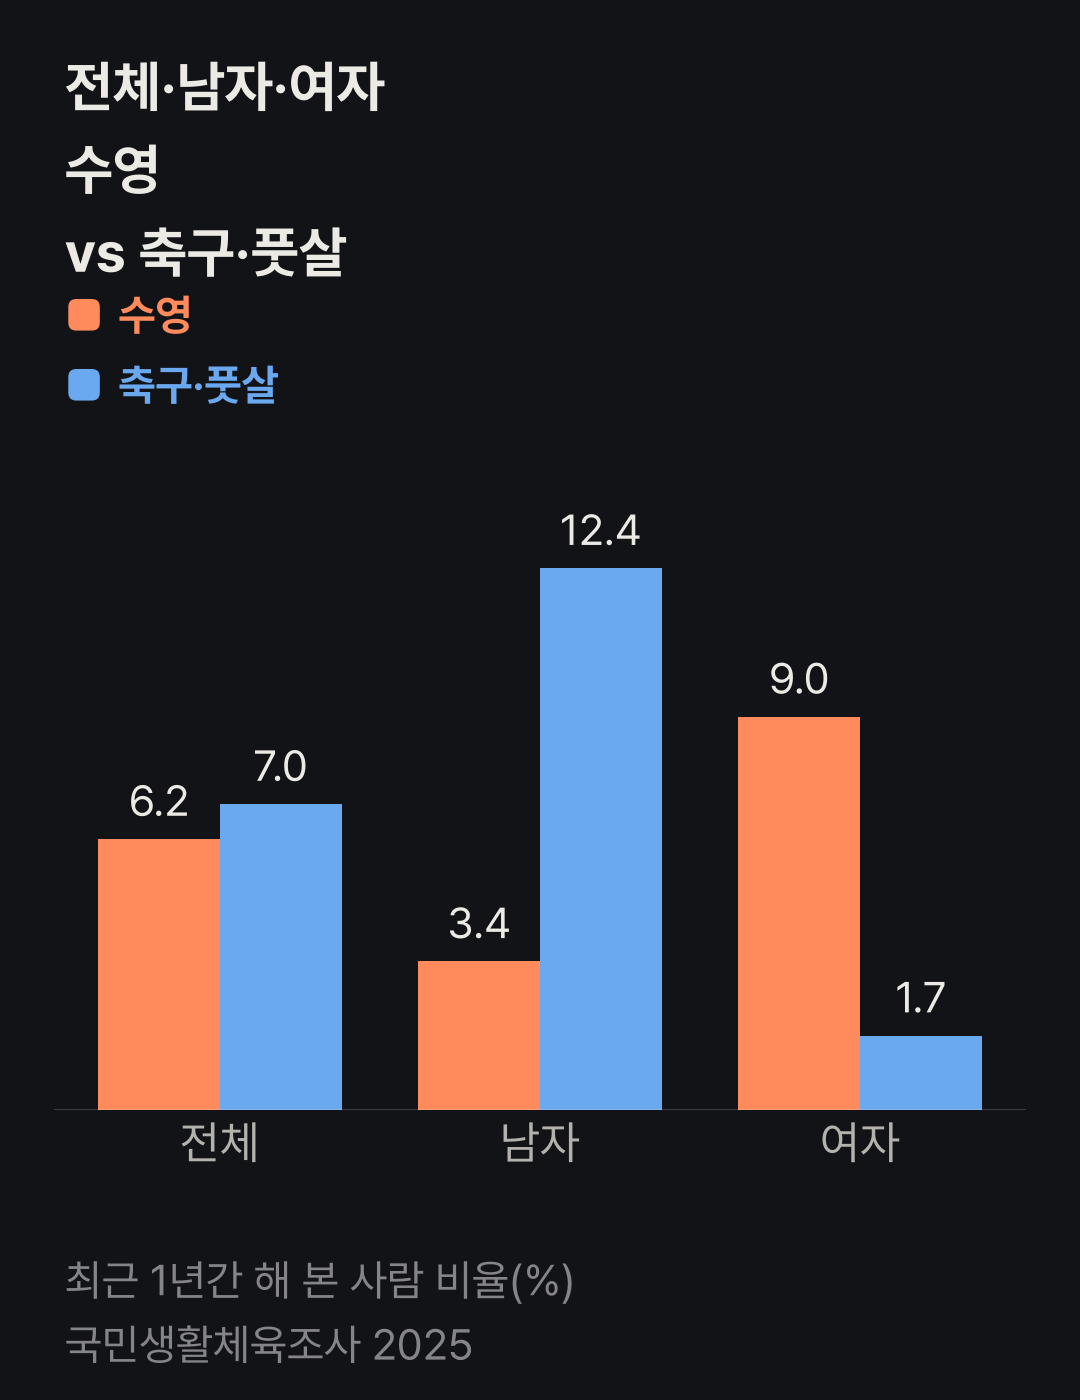 전체·남자·여자
수영
vs 축구·풋살
수영
축구·풋살
6.2
7.0
3.4
12.4
9.0
1.7
전체
남자
여자
최근 1년간 해 본 사람 비율(%)
국민생활체육조사 2025